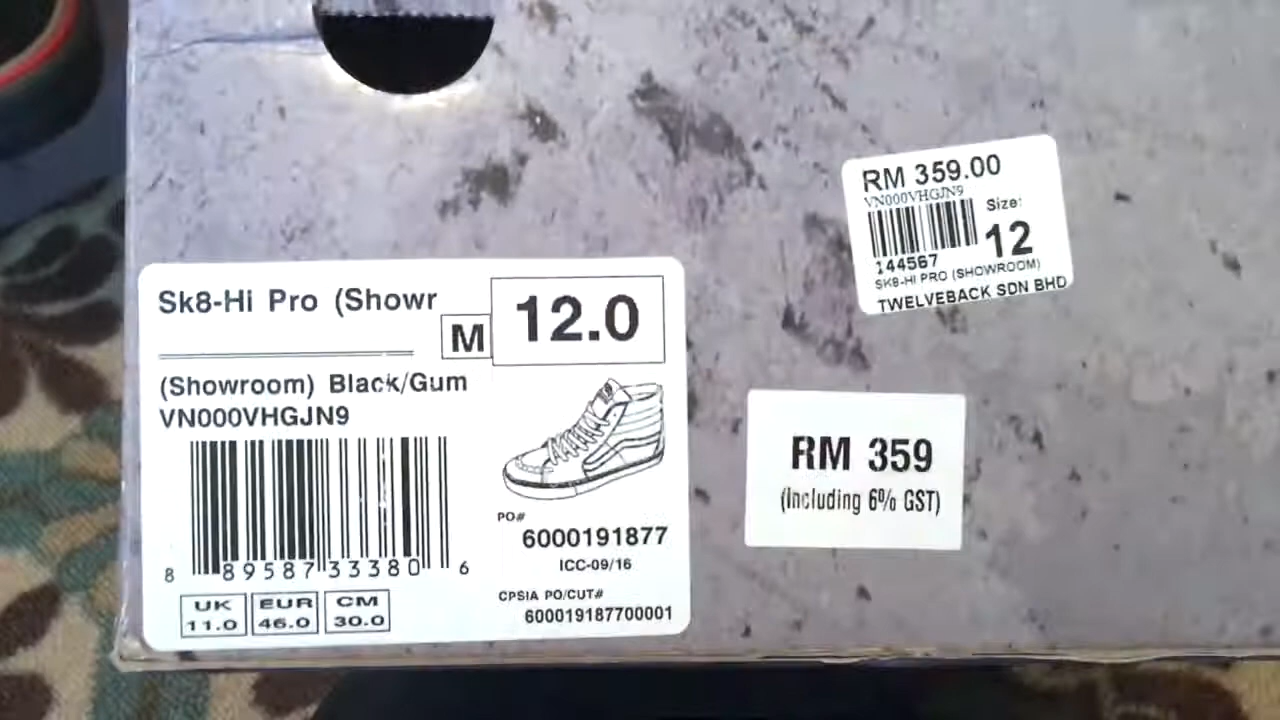 Sk8-Hi Pro (Showr
M
12.0
(Showroom) Black/Gum
VN000VHGJN9
8 89587 33380 6
PO#
6000191877
ICC-09/16
CPSIA PO/CUT#
600019187700001
UK
11.0
EUR
46.0
CM
30.0
RM 359.00
VN000VHGJN9
Size:
12
144567
SK8-HI PRO (SHOWROOM)
TWELVEBACK SDN BHD
RM 359
(Including 6% GST)